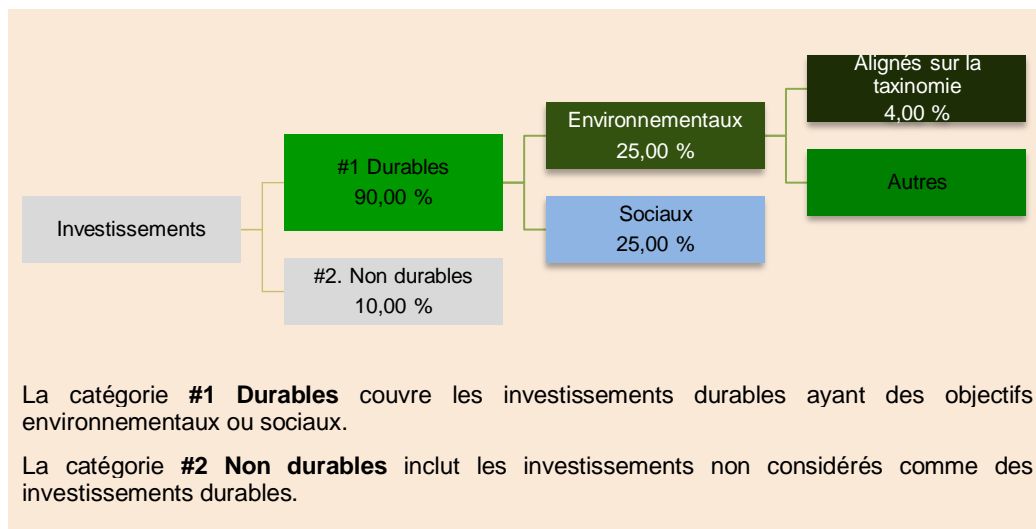 Investissements
#1 Durables
90,00 %
#2. Non durables
10,00 %
Environnementaux
25,00 %
Sociaux
25,00 %
Alignés sur la
taxinomie
4,00 %
Autres
La catégorie #1 Durables couvre les investissements durables ayant des objectifs
environnementaux ou sociaux.
La catégorie #2 Non durables inclut les investissements non considérés comme des
investissements durables.